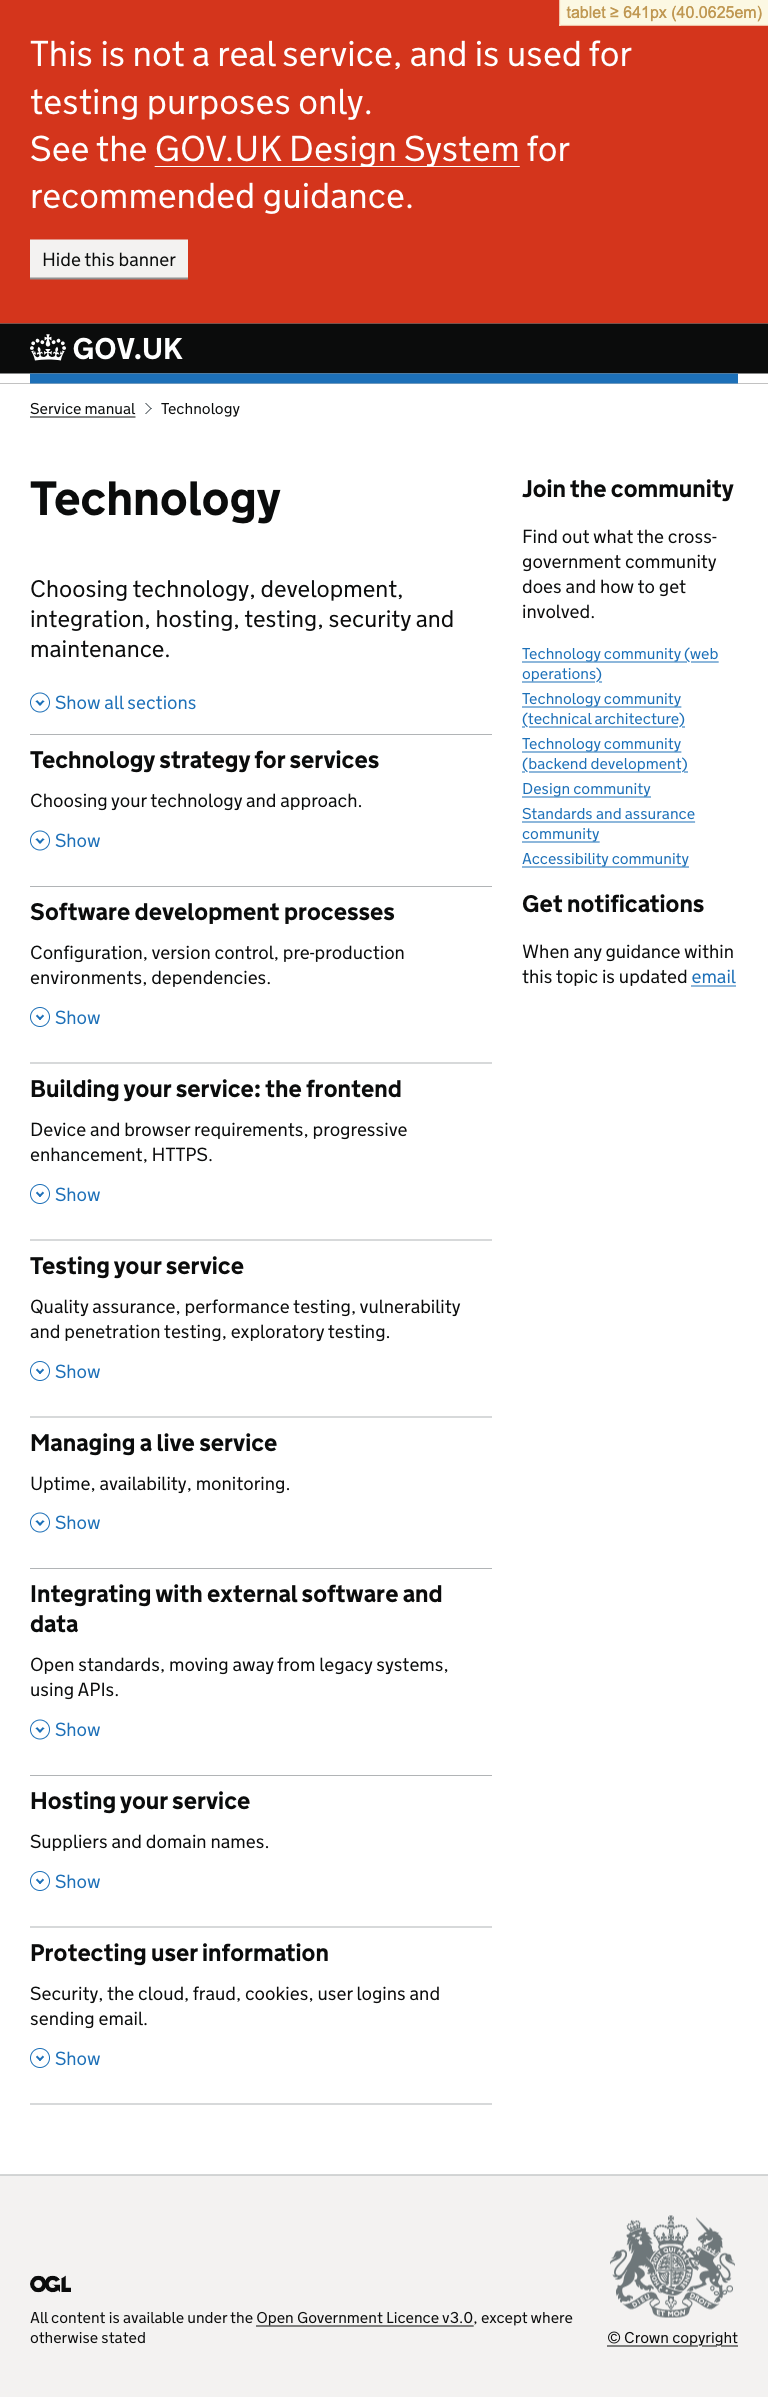 tablet ≥ 641px (40.0625em)
This is not a real service, and is used for
testing purposes only.
See the GOV.UK Design System for
recommended guidance.
Hide this banner
GOV.UK
Service manual
Technology
Technology
Choosing technology, development,
integration, hosting, testing, security and
maintenance.
Show all sections
Technology strategy for services
Choosing your technology and approach.
Show
Software development processes
Configuration, version control, pre-production
environments, dependencies.
Show
Building your service: the frontend
Device and browser requirements, progressive
enhancement, HTTPS.
Show
Testing your service
Quality assurance, performance testing, vulnerability
and penetration testing, exploratory testing.
Show
Managing a live service
Uptime, availability, monitoring.
Show
Integrating with external software and
data
Open standards, moving away from legacy systems,
using APIs.
Show
Hosting your service
Suppliers and domain names.
Show
Protecting user information
Security, the cloud, fraud, cookies, user logins and
sending email.
Show
Join the community
Find out what the cross-
government community
does and how to get
involved.
Technology community (web
operations)
Technology community
(technical architecture)
Technology community
(backend development)
Design community
Standards and assurance
community
Accessibility community
Get notifications
When any guidance within
this topic is updated email
OGL
All content is available under the Open Government Licence v3.0, except where
otherwise stated
© Crown copyright